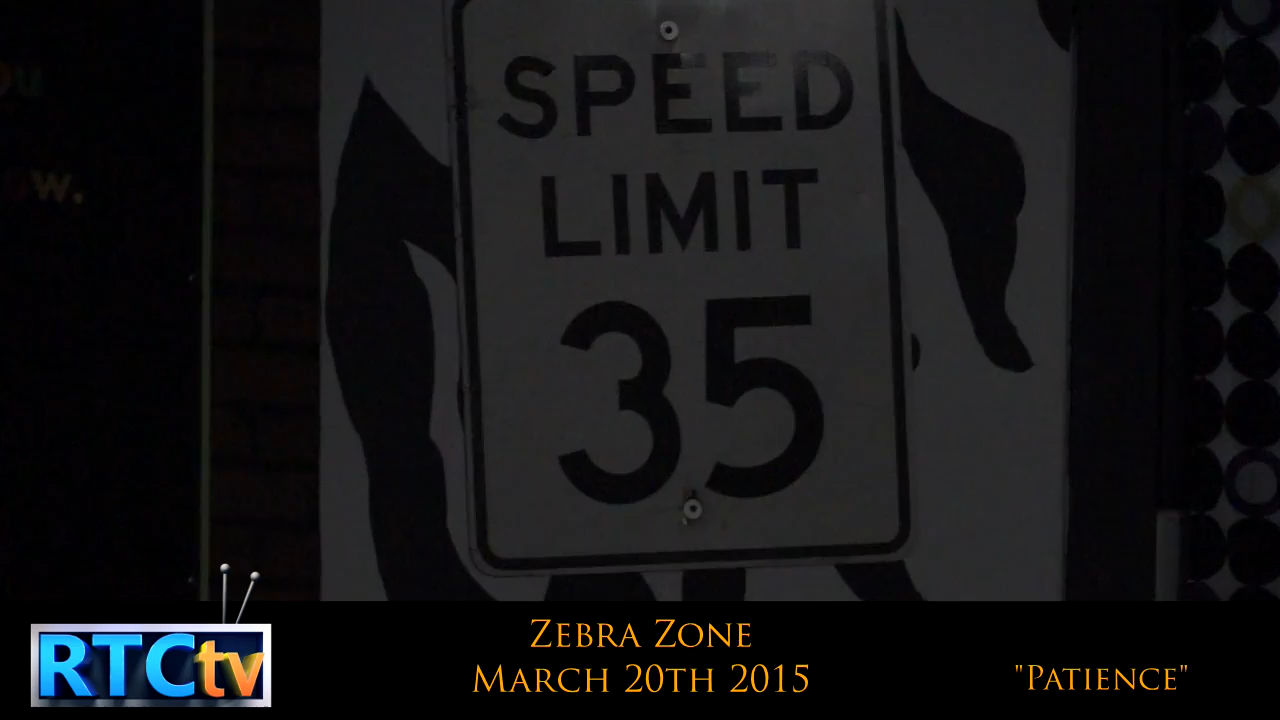 w.
SPEED
LIMIT
35
RTCtv
Zebra Zone
March 20th 2015
"Patience"